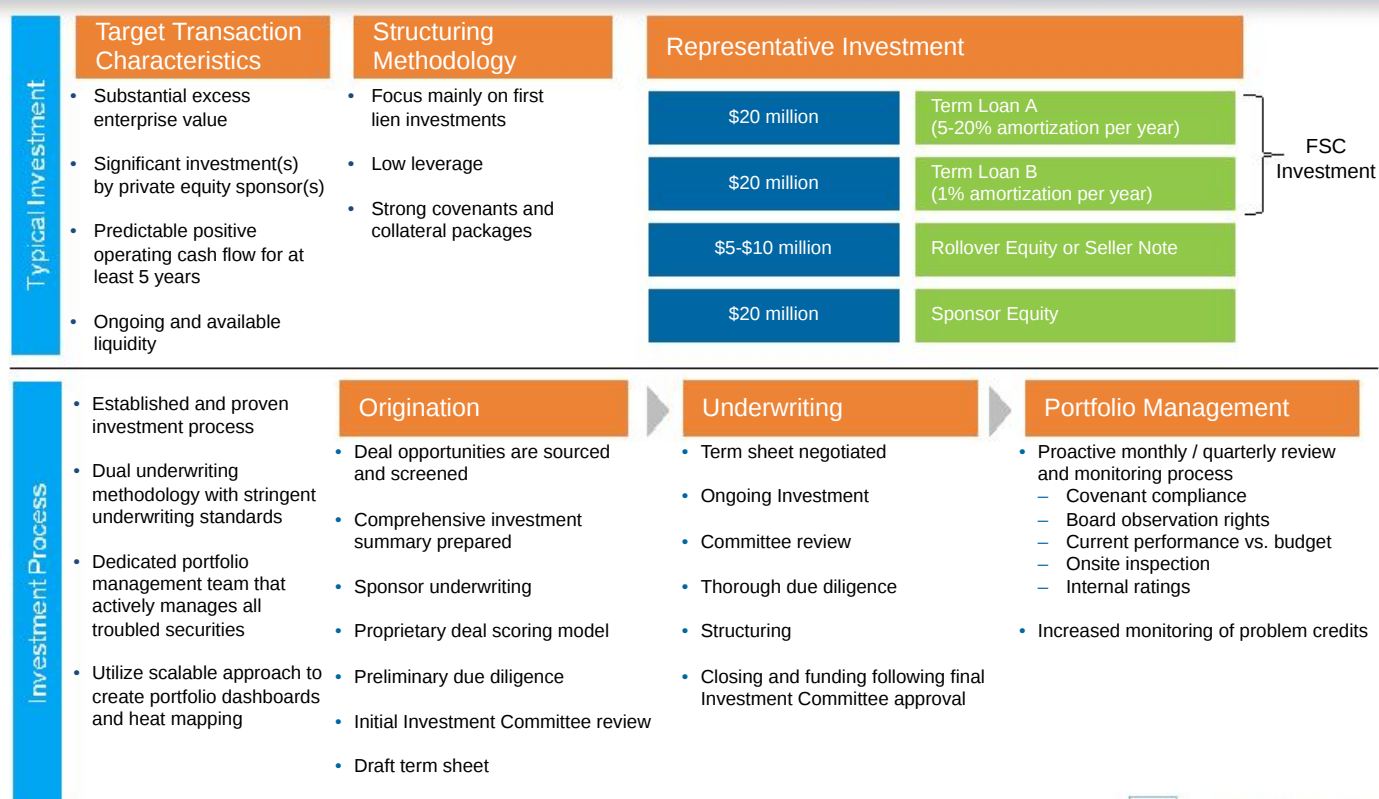 Typical Investment
Target Transaction
Characteristics
• Substantial excess
enterprise value
• Significant investment(s)
by private equity sponsor(s)
• Predictable positive
operating cash flow for at
least 5 years
• Ongoing and available
liquidity
Structuring
Methodology
• Focus mainly on first
lien investments
• Low leverage
• Strong covenants and
collateral packages
Representative Investment
$20 million
Term Loan A
(5-20% amortization per year)
$20 million
Term Loan B
(1% amortization per year)
$5-$10 million
Rollover Equity or Seller Note
$20 million
Sponsor Equity
FSC
Investment
Investment Process
• Established and proven
investment process
• Dual underwriting
methodology with stringent
underwriting standards
• Dedicated portfolio
management team that
actively manages all
troubled securities
• Utilize scalable approach to
create portfolio dashboards
and heat mapping
Origination
• Deal opportunities are sourced
and screened
• Comprehensive investment
summary prepared
• Sponsor underwriting
• Proprietary deal scoring model
• Preliminary due diligence
• Initial Investment Committee review
• Draft term sheet
Underwriting
• Term sheet negotiated
• Ongoing Investment
• Committee review
• Thorough due diligence
• Structuring
• Closing and funding following final
Investment Committee approval
Portfolio Management
• Proactive monthly / quarterly review
and monitoring process
– Covenant compliance
– Board observation rights
– Current performance vs. budget
– Onsite inspection
– Internal ratings
• Increased monitoring of problem credits